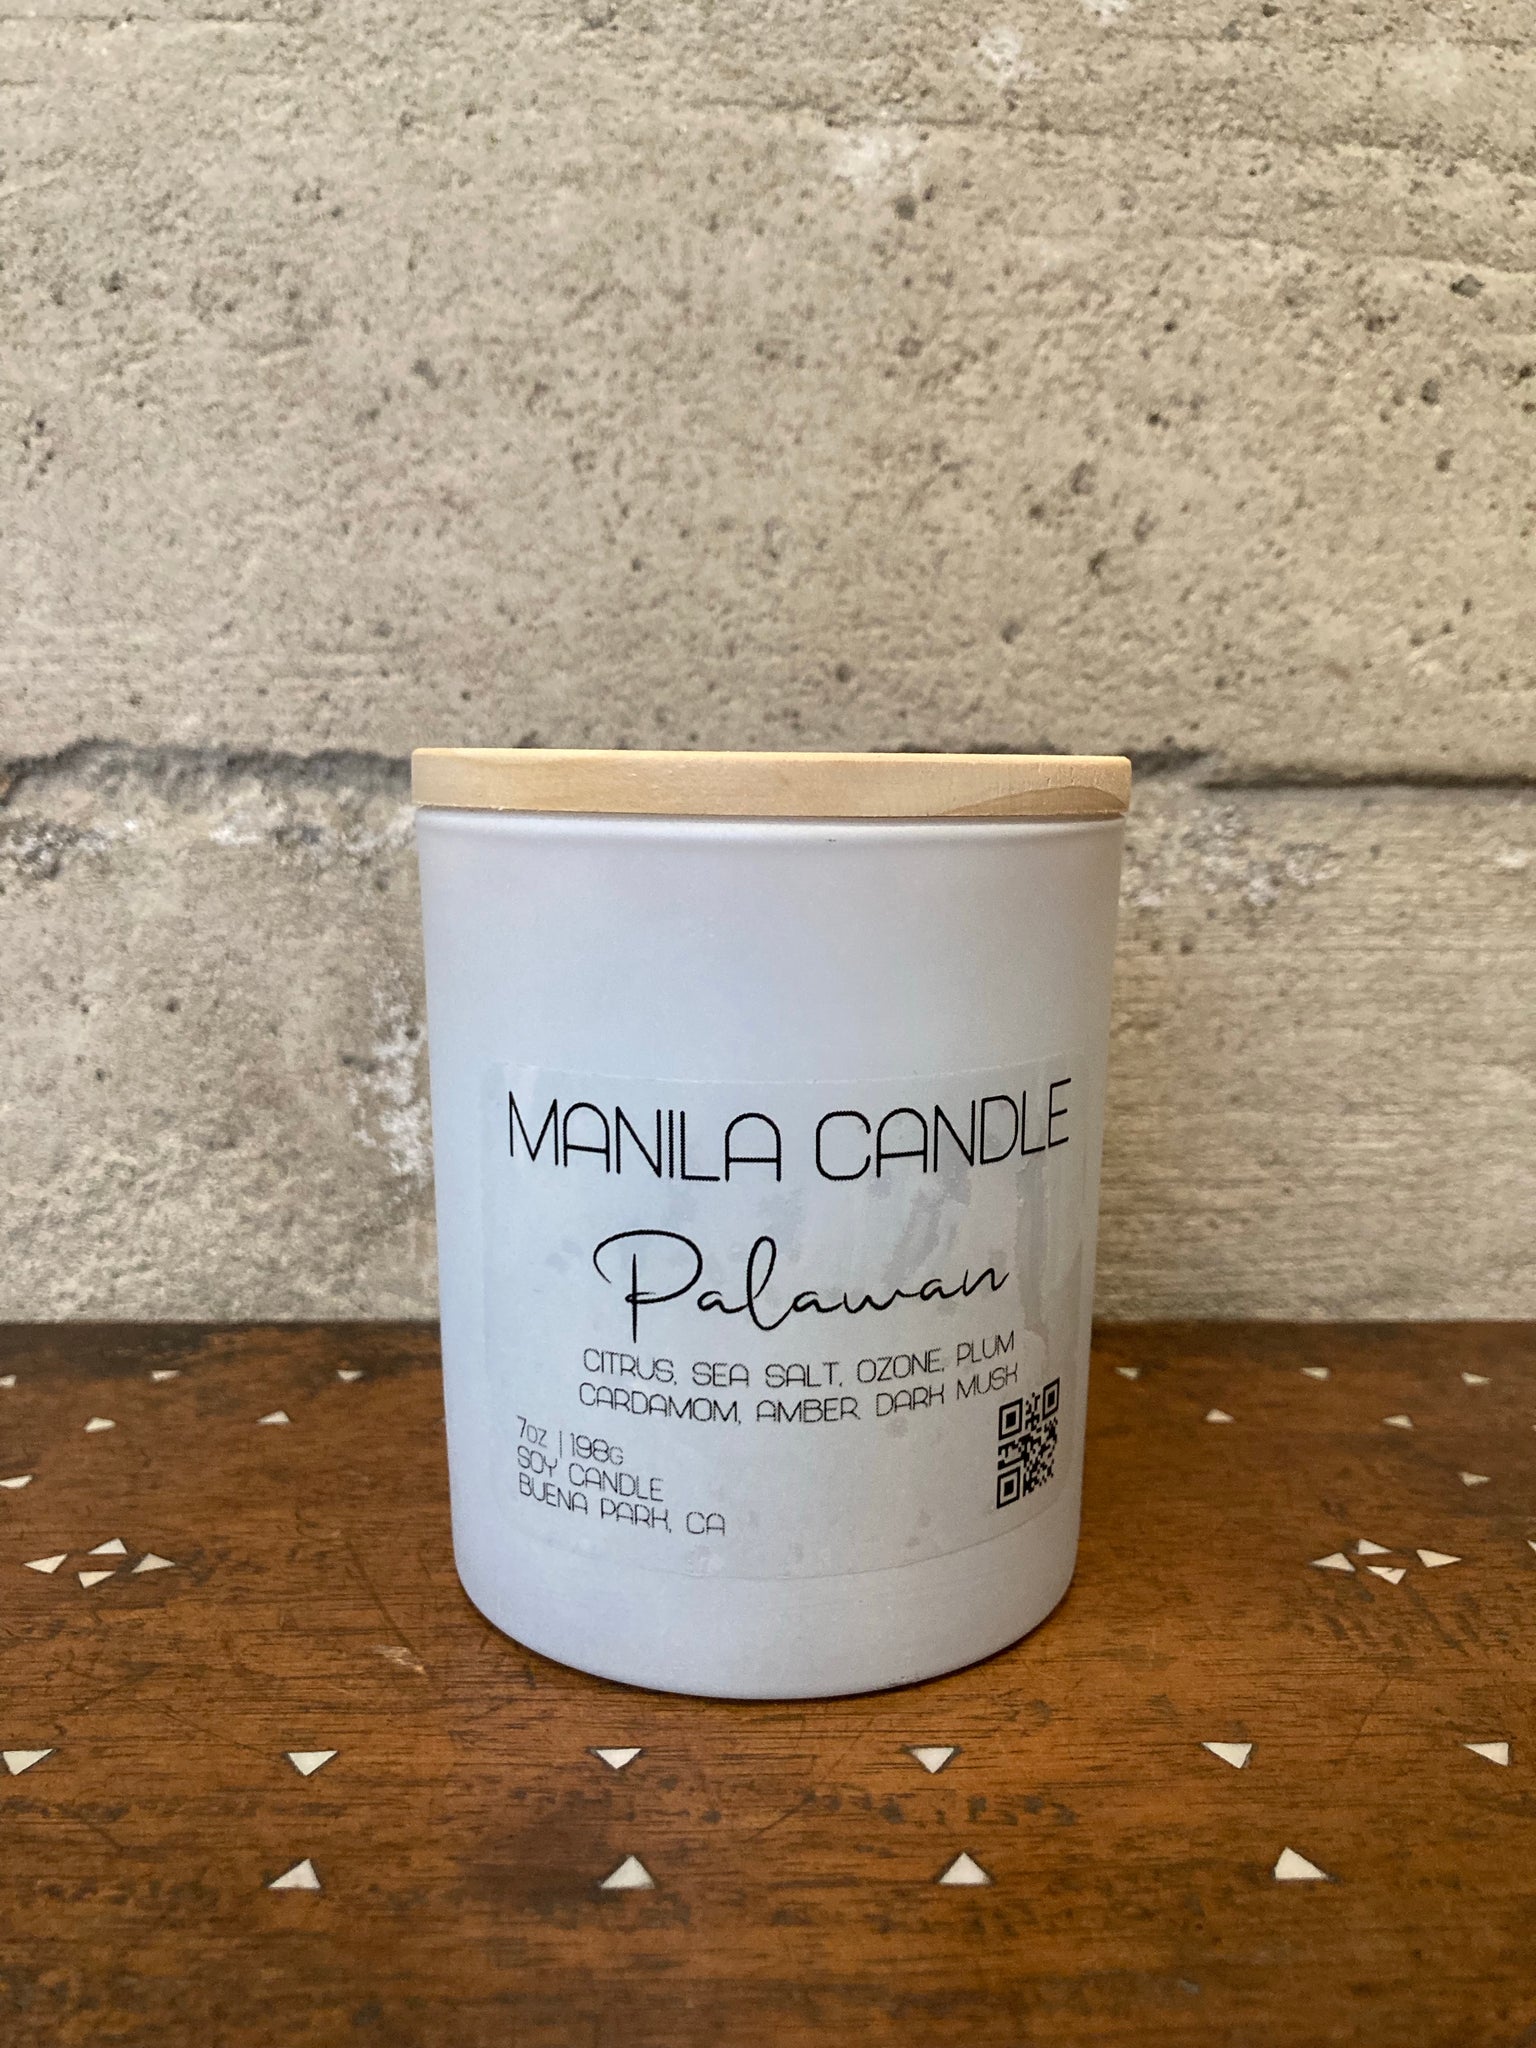 MANILA CANDLE
Palawan
CITRUS, SEA SALT, OZONE, PLUM
CARDAMOM, AMBER, DARK MUSK
7OZ | 198G
SOY CANDLE
BUENA PARK, CA